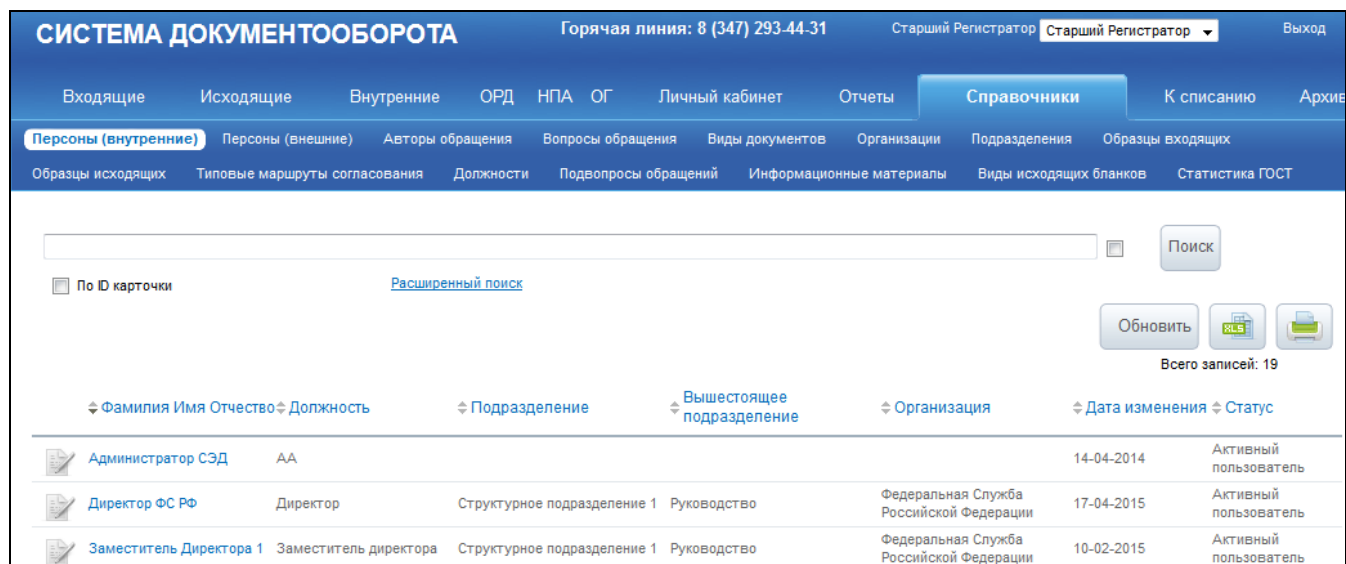 СИСТЕМА ДОКУМЕНТООБОРОТА Горячая линия: 8 (347) 293-44-31 Старший Регистратор Старший Регистратор Выход
Входящие Исходящие Внутренние ОРД НПА ОГ Личный кабинет Отчеты Справочники К списанию Архив
Персоны (внутренние) Персоны (внешние) Авторы обращения Вопросы обращения Виды документов Организации Подразделения Образцы входящих
Образцы исходящих Типовые маршруты согласования Должности Подвопросы обращений Информационные материалы Виды исходящих бланков Статистика ГОСТ
Поиск
По ID карточки Расширенный поиск
Обновить XLS
Всего записей: 19
Фамилия Имя Отчество Должность Подразделение Вышестоящее подразделение Организация Дата изменения Статус
Администратор СЭД АА 14-04-2014 Активный пользователь
Директор ФС РФ Директор Структурное подразделение 1 Руководство Федеральная Служба Российской Федерации 17-04-2015 Активный пользователь
Заместитель Директора 1 Заместитель директора Структурное подразделение 1 Руководство Федеральная Служба Российской Федерации 10-02-2015 Активный пользователь